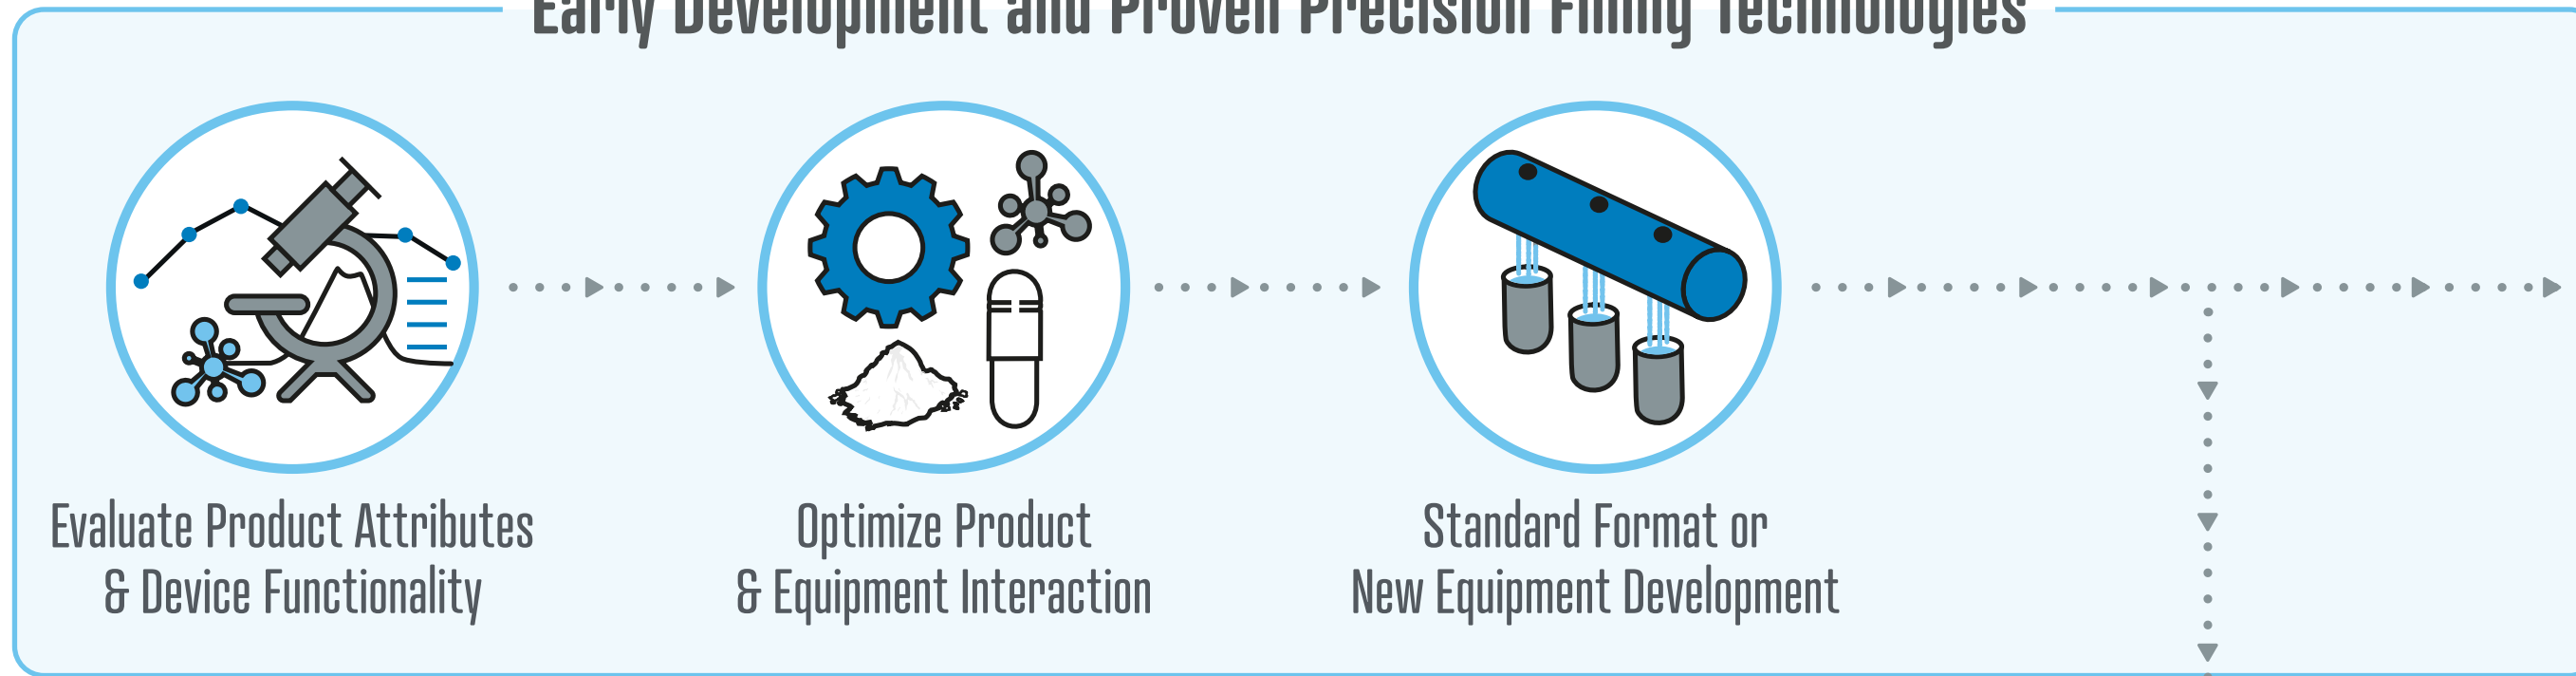 Early Development and Proven Precision Filling Technologies
Evaluate Product Attributes
& Device Functionality
Optimize Product
& Equipment Interaction
Standard Format or
New Equipment Development